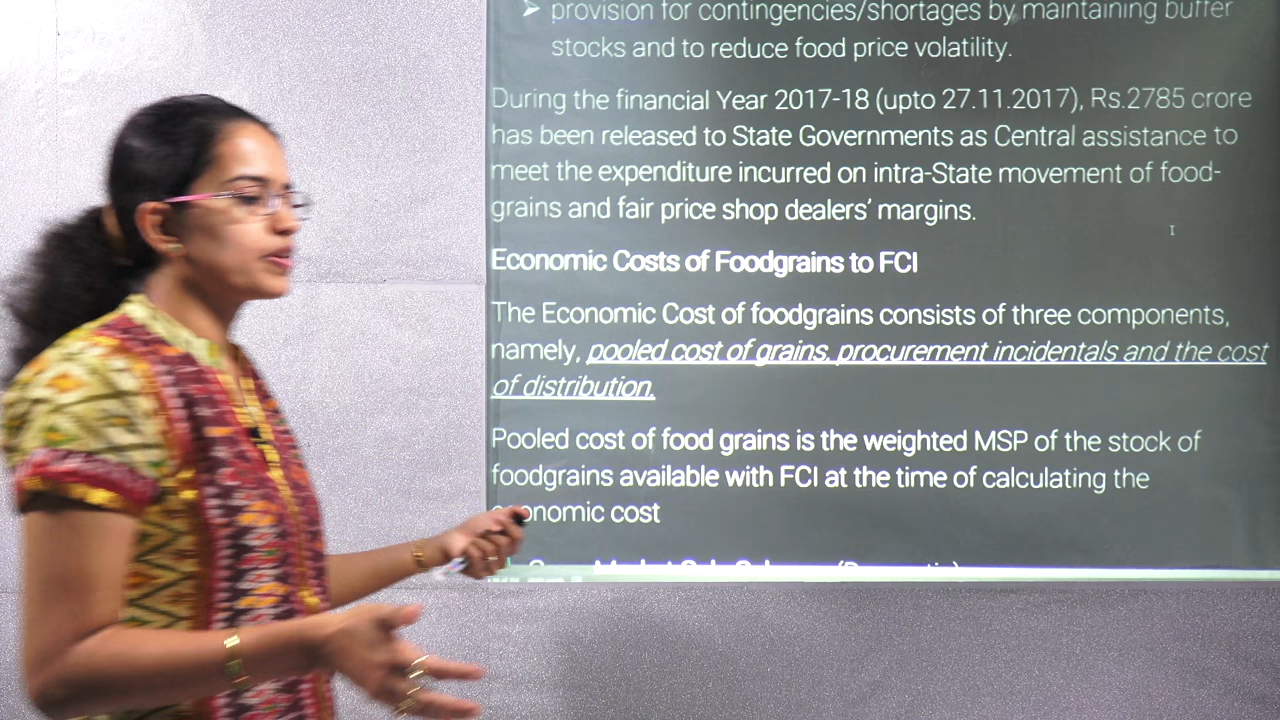 ➤ provision for contingencies/shortages by maintaining buffer
stocks and to reduce food price volatility.
During the financial Year 2017-18 (upto 27.11.2017), Rs.2785 crore
has been released to State Governments as Central assistance to
meet the expenditure incurred on intra-State movement of food-
grains and fair price shop dealers’ margins.
Economic Costs of Foodgrains to FCI
The Economic Cost of foodgrains consists of three components,
namely, pooled cost of grains, procurement incidentals and the cost
of distribution.
Pooled cost of food grains is the weighted MSP of the stock of
foodgrains available with FCI at the time of calculating the
economic cost